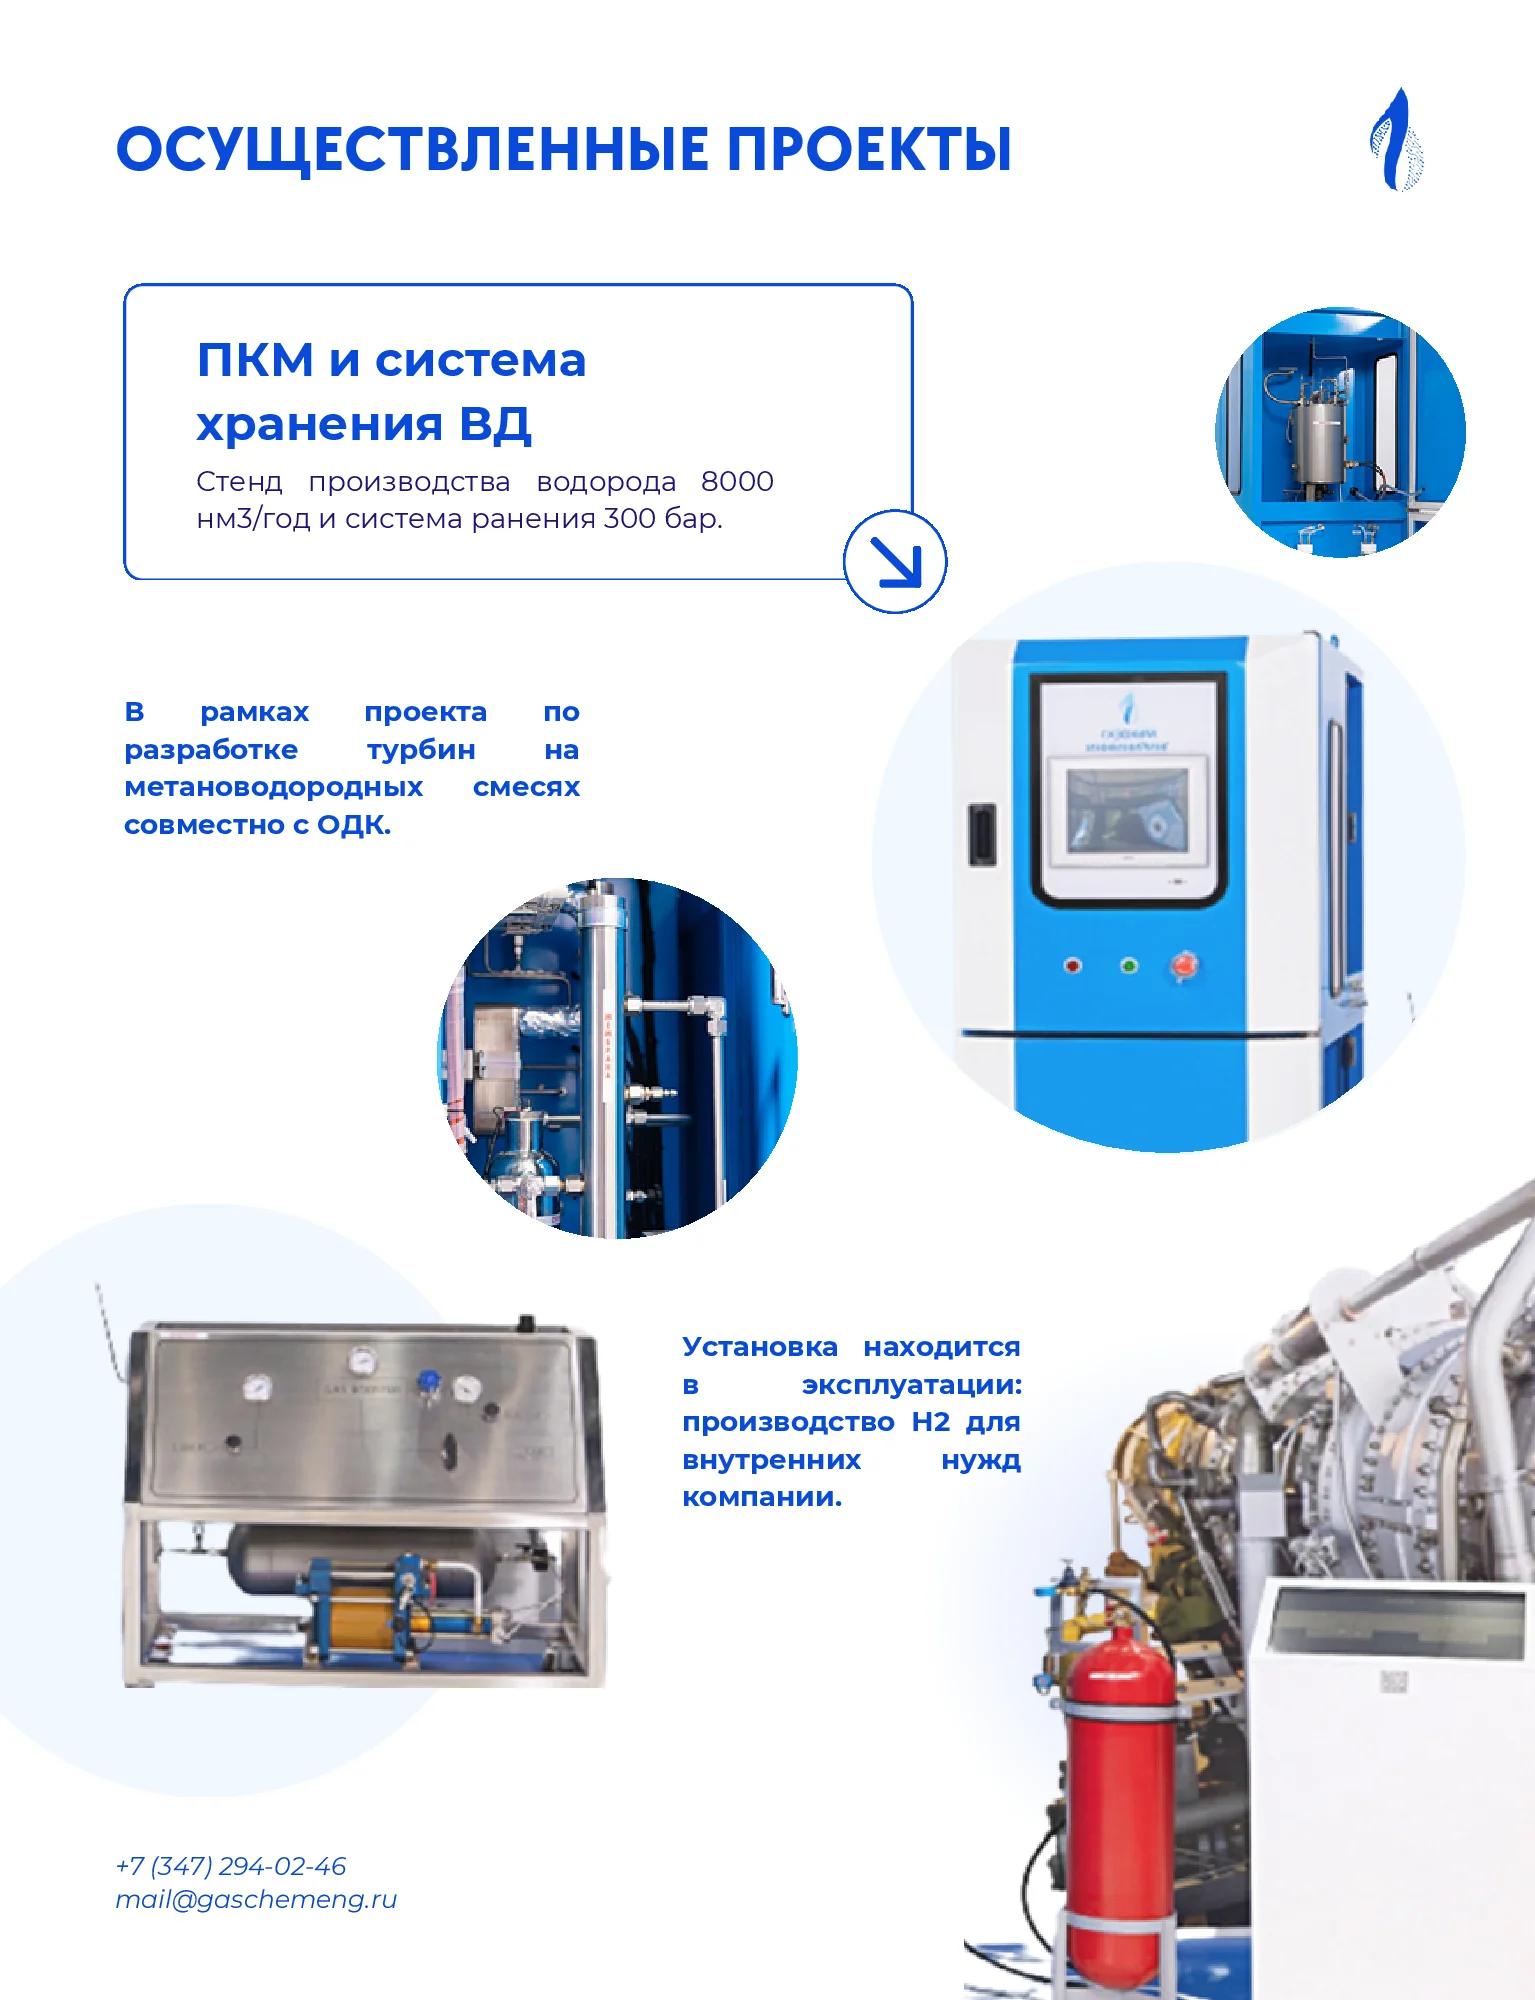 ОСУЩЕСТВЛЕННЫЕ ПРОЕКТЫ
ПКМ и система
хранения ВД
Стенд производства водорода 8000
нм3/год и система ранения 300 бар.
В рамках проекта по
разработке турбин на
метановодородных смесях
совместно с ОДК.
МЕМБРАНА
Установка находится
в эксплуатации:
производство H2 для
внутренних нужд
компании.
+7 (347) 294-02-46
mail@gaschemeng.ru